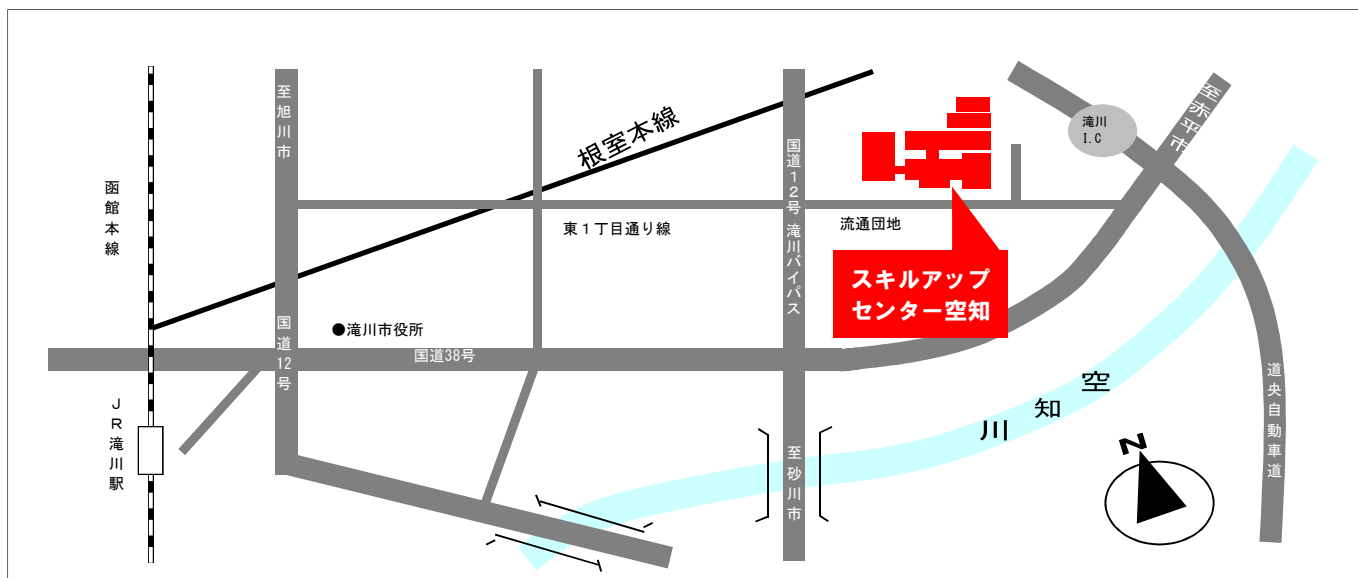 函館本線
JR滝川駅
至旭川市
国道12号
根室本線
●滝川市役所
国道38号
東１丁目通り線
国道１２号 滝川バイパス
至砂川市
流通団地
スキルアップ
センター空知
滝川
I.C
至赤平市
空知川
道央自動車道
N